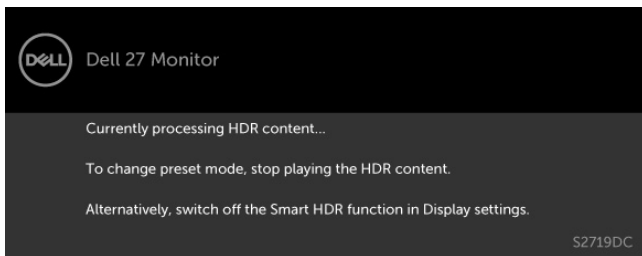 DELL
Dell 27 Monitor
Currently processing HDR content...
To change preset mode, stop playing the HDR content.
Alternatively, switch off the Smart HDR function in Display settings.
S2719DC